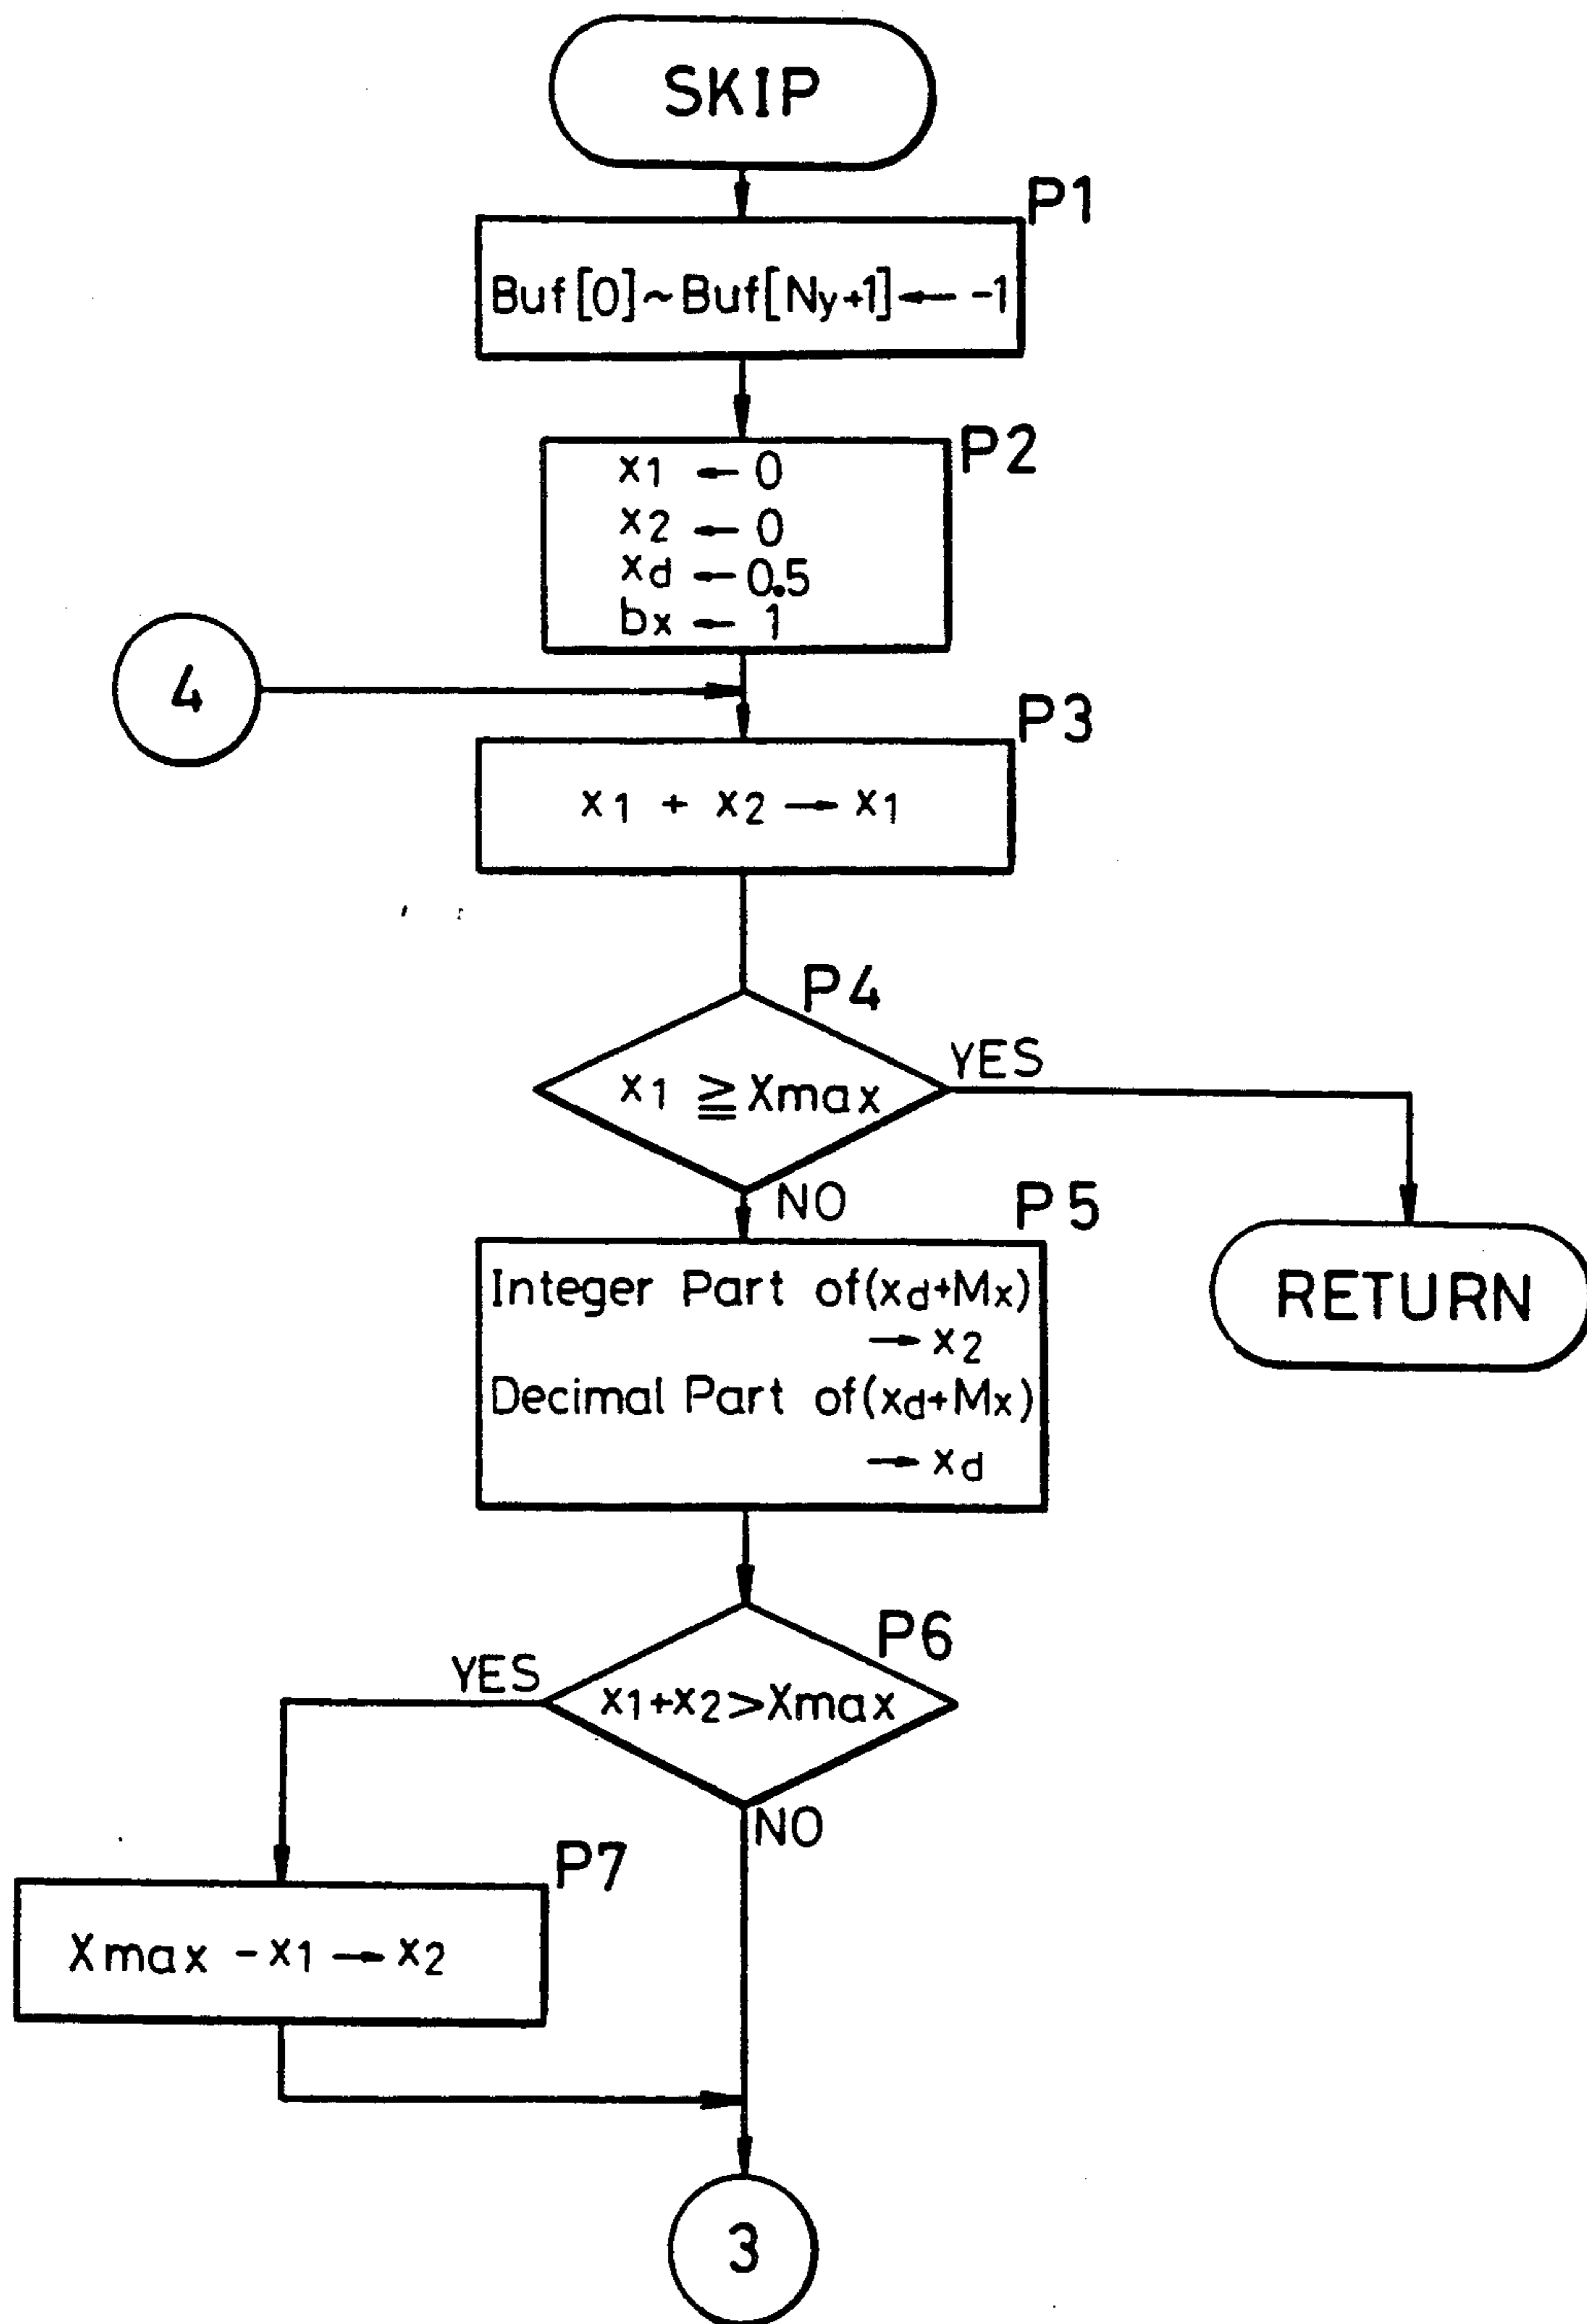 SKIP
P1
Buf[0]~Buf[Ny+1]← -1
P2
x1 ← 0
x2 ← 0
xd ← 0.5
bx ← 1
4
P3
x1 + x2 → x1
P4
x1 ≧ Xmax
YES
NO
P5
Integer Part of(xd+Mx)
→ x2
Decimal Part of(xd+Mx)
→ xd
RETURN
P6
YES
x1+x2>Xmax
NO
P7
Xmax -x1 → x2
3